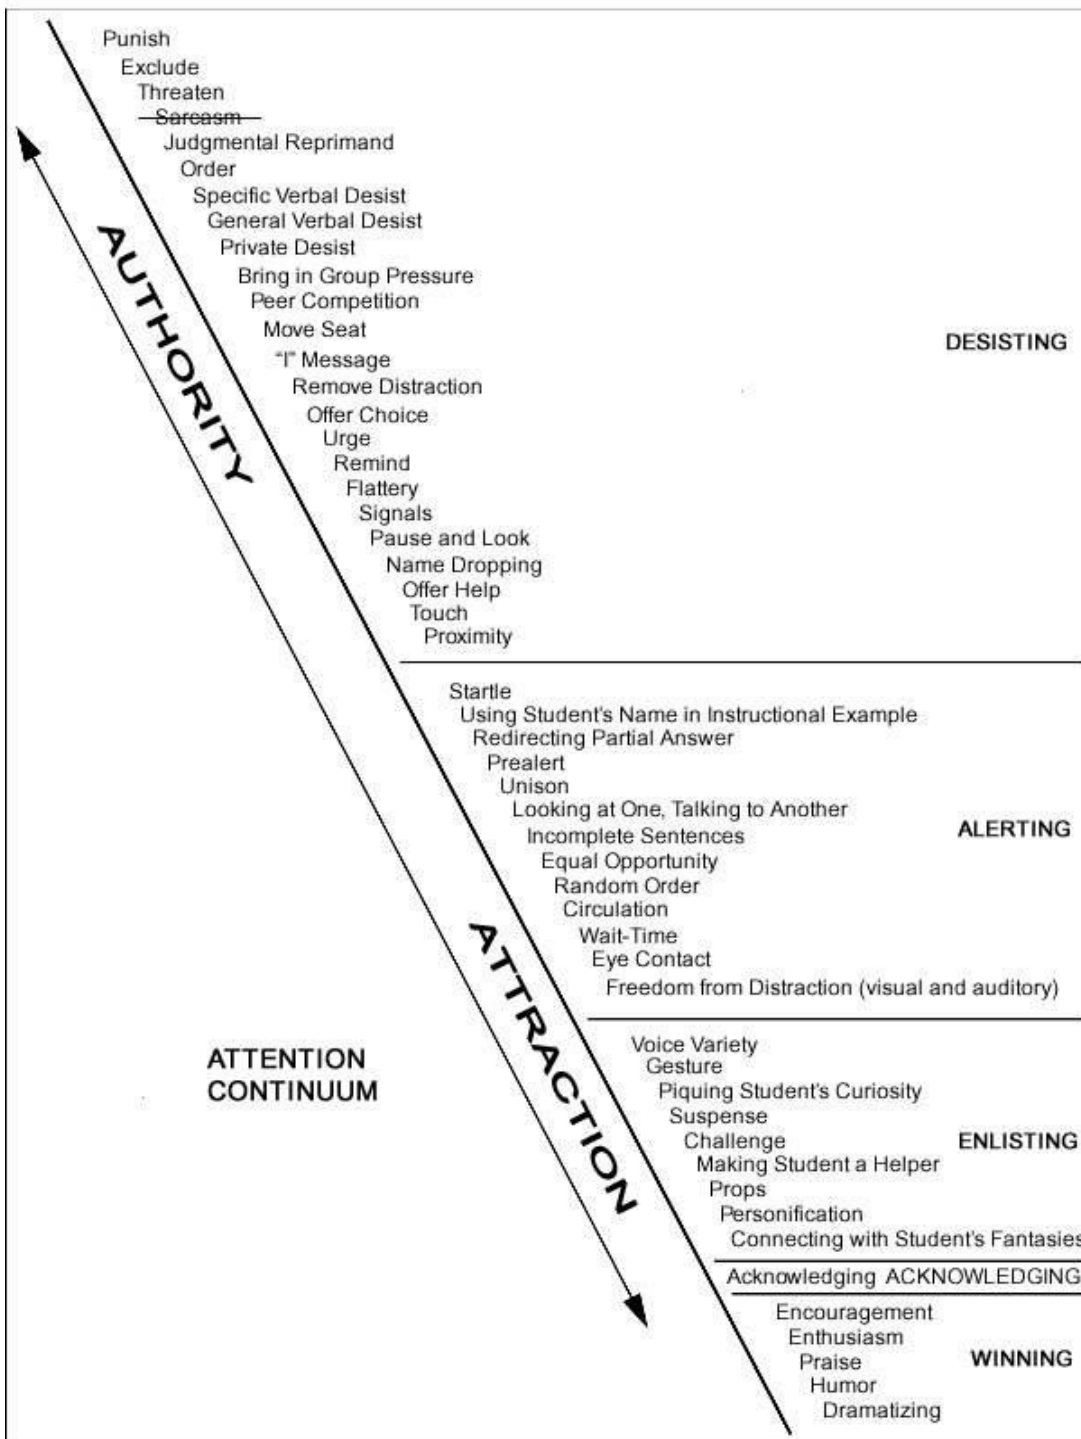 Punish
Exclude
Threaten
Sarcasm
Judgmental Reprimand
Order
Specific Verbal Desist
General Verbal Desist
Private Desist
Bring in Group Pressure
Peer Competition
Move Seat
"I" Message
Remove Distraction
Offer Choice
Urge
Remind
Flattery
Signals
Pause and Look
Name Dropping
Offer Help
Touch
Proximity
DESISTING
AUTHORITY
Startle
Using Student's Name in Instructional Example
Redirecting Partial Answer
Prealert
Unison
Looking at One, Talking to Another
Incomplete Sentences
Equal Opportunity
Random Order
Circulation
Wait-Time
Eye Contact
Freedom from Distraction (visual and auditory)
ALERTING
ATTRACTION
ATTENTION
CONTINUUM
Voice Variety
Gesture
Piquing Student's Curiosity
Suspense
Challenge
Making Student a Helper
Props
Personification
Connecting with Student's Fantasies
ENLISTING
Acknowledging ACKNOWLEDGING
Encouragement
Enthusiasm
Praise
Humor
Dramatizing
WINNING